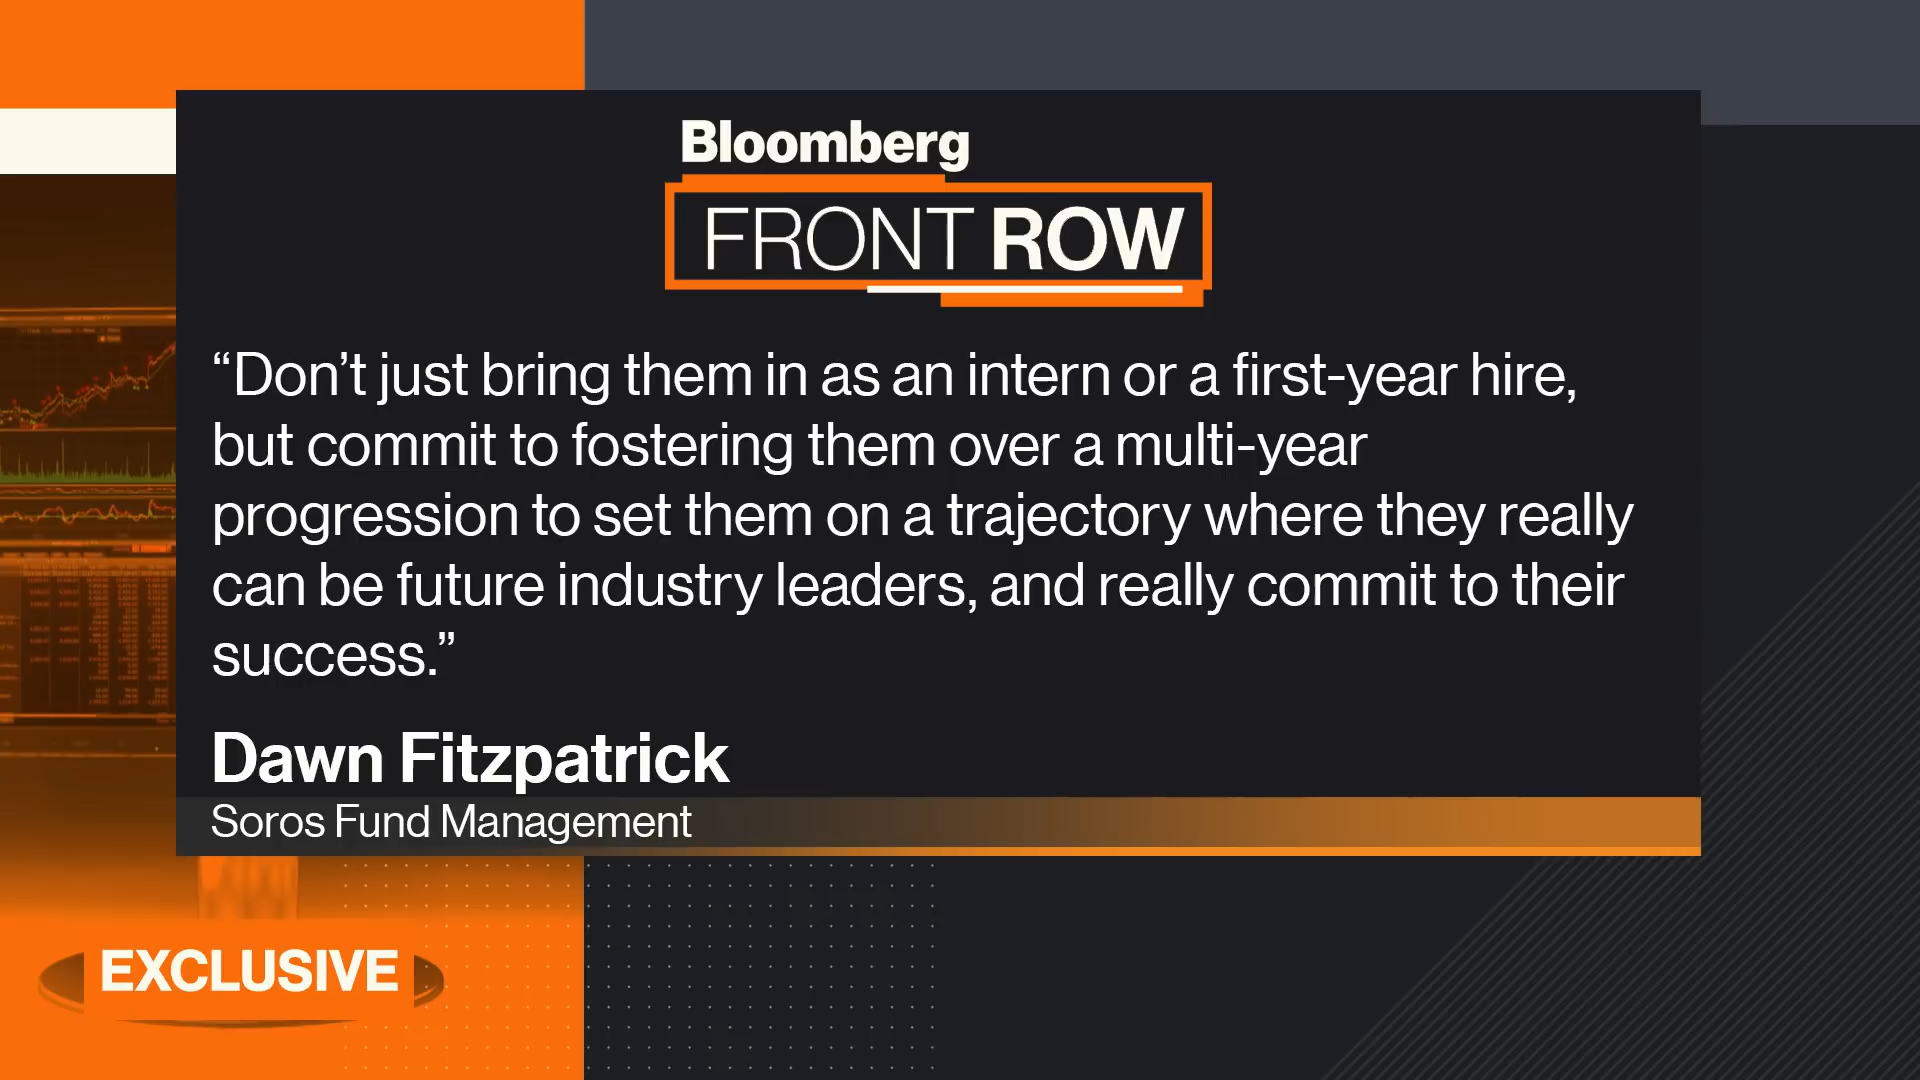 Bloomberg
FRONT ROW
“Don’t just bring them in as an intern or a first-year hire,
but commit to fostering them over a multi-year
progression to set them on a trajectory where they really
can be future industry leaders, and really commit to their
success.”
Dawn Fitzpatrick
Soros Fund Management
EXCLUSIVE